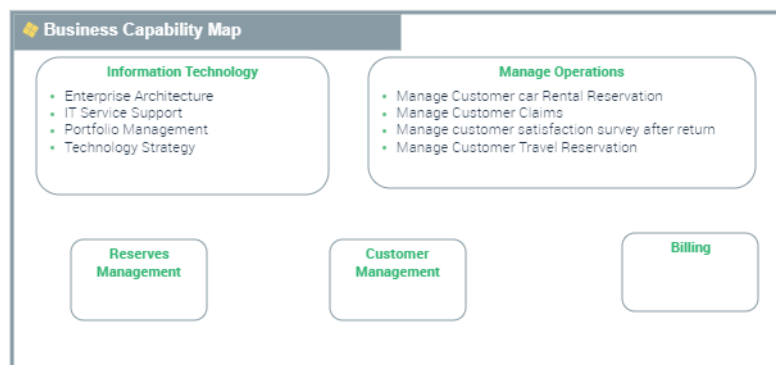 Business Capability Map
Information Technology
• Enterprise Architecture
• IT Service Support
• Portfolio Management
• Technology Strategy
Manage Operations
• Manage Customer car Rental Reservation
• Manage Customer Claims
• Manage customer satisfaction survey after return
• Manage Customer Travel Reservation
Reserves
Management
Customer
Management
Billing